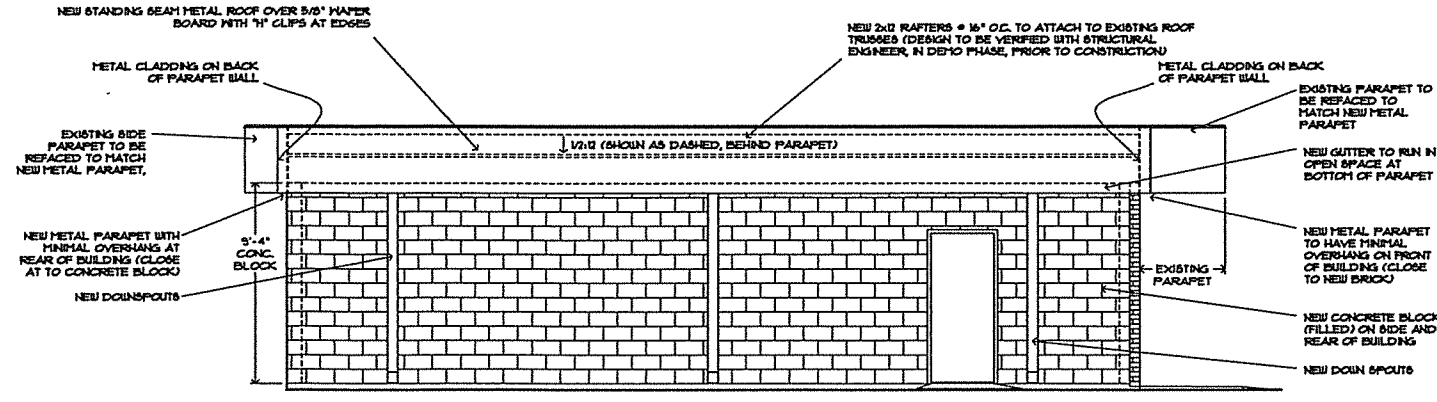 NEW STANDING SEAM METAL ROOF OVER 5/8" WAFER
BOARD WITH "H" CLIPS AT EDGES
METAL CLADDING ON BACK
OF PARAPET WALL
EXISTING SIDE
PARAPET TO BE
REFACED TO MATCH
NEW METAL PARAPET,
NEW METAL PARAPET WITH
MINIMAL OVERHANG AT
REAR OF BUILDING (CLOSE
AT TO CONCRETE BLOCK)
NEW DOWNSPOUTS
9'-4"
CONC.
BLOCK
1/2:12 (SHOWN AS DASHED, BEHIND PARAPET)
NEW 2x12 RAFTERS @ 16" O.C. TO ATTACH TO EXISTING ROOF
TRUSSES (DESIGN TO BE VERIFIED WITH STRUCTURAL
ENGINEER, IN DEMO PHASE, PRIOR TO CONSTRUCTION)
METAL CLADDING ON BACK
OF PARAPET WALL
EXISTING PARAPET TO
BE REFACED TO
MATCH NEW METAL
PARAPET
NEW GUTTER TO RUN IN
OPEN SPACE AT
BOTTOM OF PARAPET
NEW METAL PARAPET
TO HAVE MINIMAL
OVERHANG ON FRONT
OF BUILDING (CLOSE
TO NEW BRICK)
EXISTING
PARAPET
NEW CONCRETE BLOCK
(FILLED) ON SIDE AND
REAR OF BUILDING
NEW DOWN SPOUTS